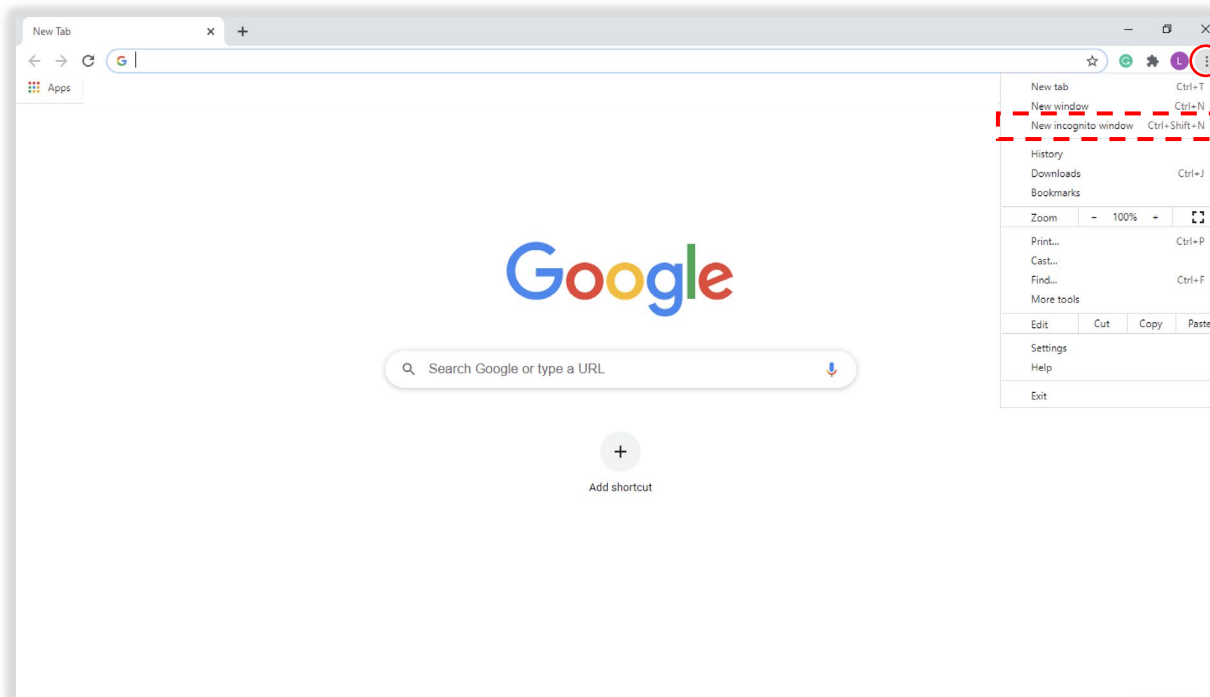 New Tab
G
L
Apps
New tab Ctrl+T
New window Ctrl+N
New incognito window Ctrl+Shift+N
History
Downloads Ctrl+J
Bookmarks
Zoom - 100% +
Print... Ctrl+P
Cast...
Find... Ctrl+F
More tools
Edit Cut Copy Paste
Settings
Help
Exit
Google
Search Google or type a URL
Add shortcut